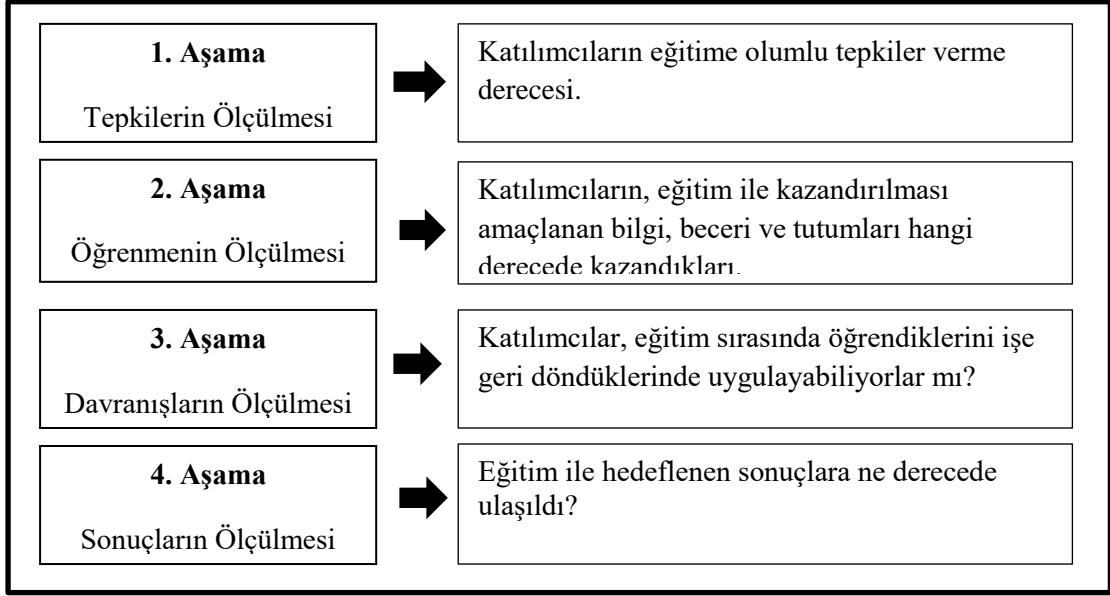 1. Aşama
Tepkilerin Ölçülmesi
Katılımcıların eğitime olumlu tepkiler verme
derecesi.
2. Aşama
Öğrenmenin Ölçülmesi
Katılımcıların, eğitim ile kazandırılması
amaçlanan bilgi, beceri ve tutumları hangi
derecede kazandıkları.
3. Aşama
Davranışların Ölçülmesi
Katılımcılar, eğitim sırasında öğrendiklerini işe
geri döndüklerinde uygulayabiliyorlar mı?
4. Aşama
Sonuçların Ölçülmesi
Eğitim ile hedeflenen sonuçlara ne derecede
ulaşıldı?